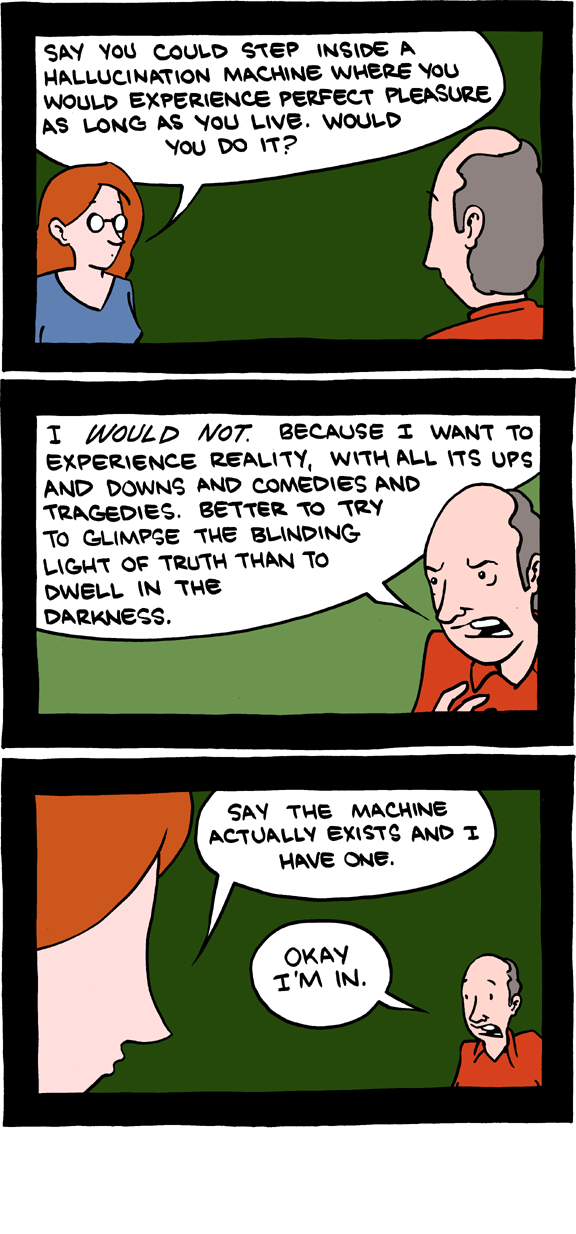 SAY YOU COULD STEP INSIDE A
HALLUCINATION MACHINE WHERE YOU
WOULD EXPERIENCE PERFECT PLEASURE
AS LONG AS YOU LIVE. WOULD
YOU DO IT?
I WOULD NOT. BECAUSE I WANT TO
EXPERIENCE REALITY, WITH ALL ITS UPS
AND DOWNS AND COMEDIES AND
TRAGEDIES. BETTER TO TRY
TO GLIMPSE THE BLINDING
LIGHT OF TRUTH THAN TO
DWELL IN THE
DARKNESS.
SAY THE MACHINE
ACTUALLY EXISTS AND I
HAVE ONE.
OKAY
I'M IN.